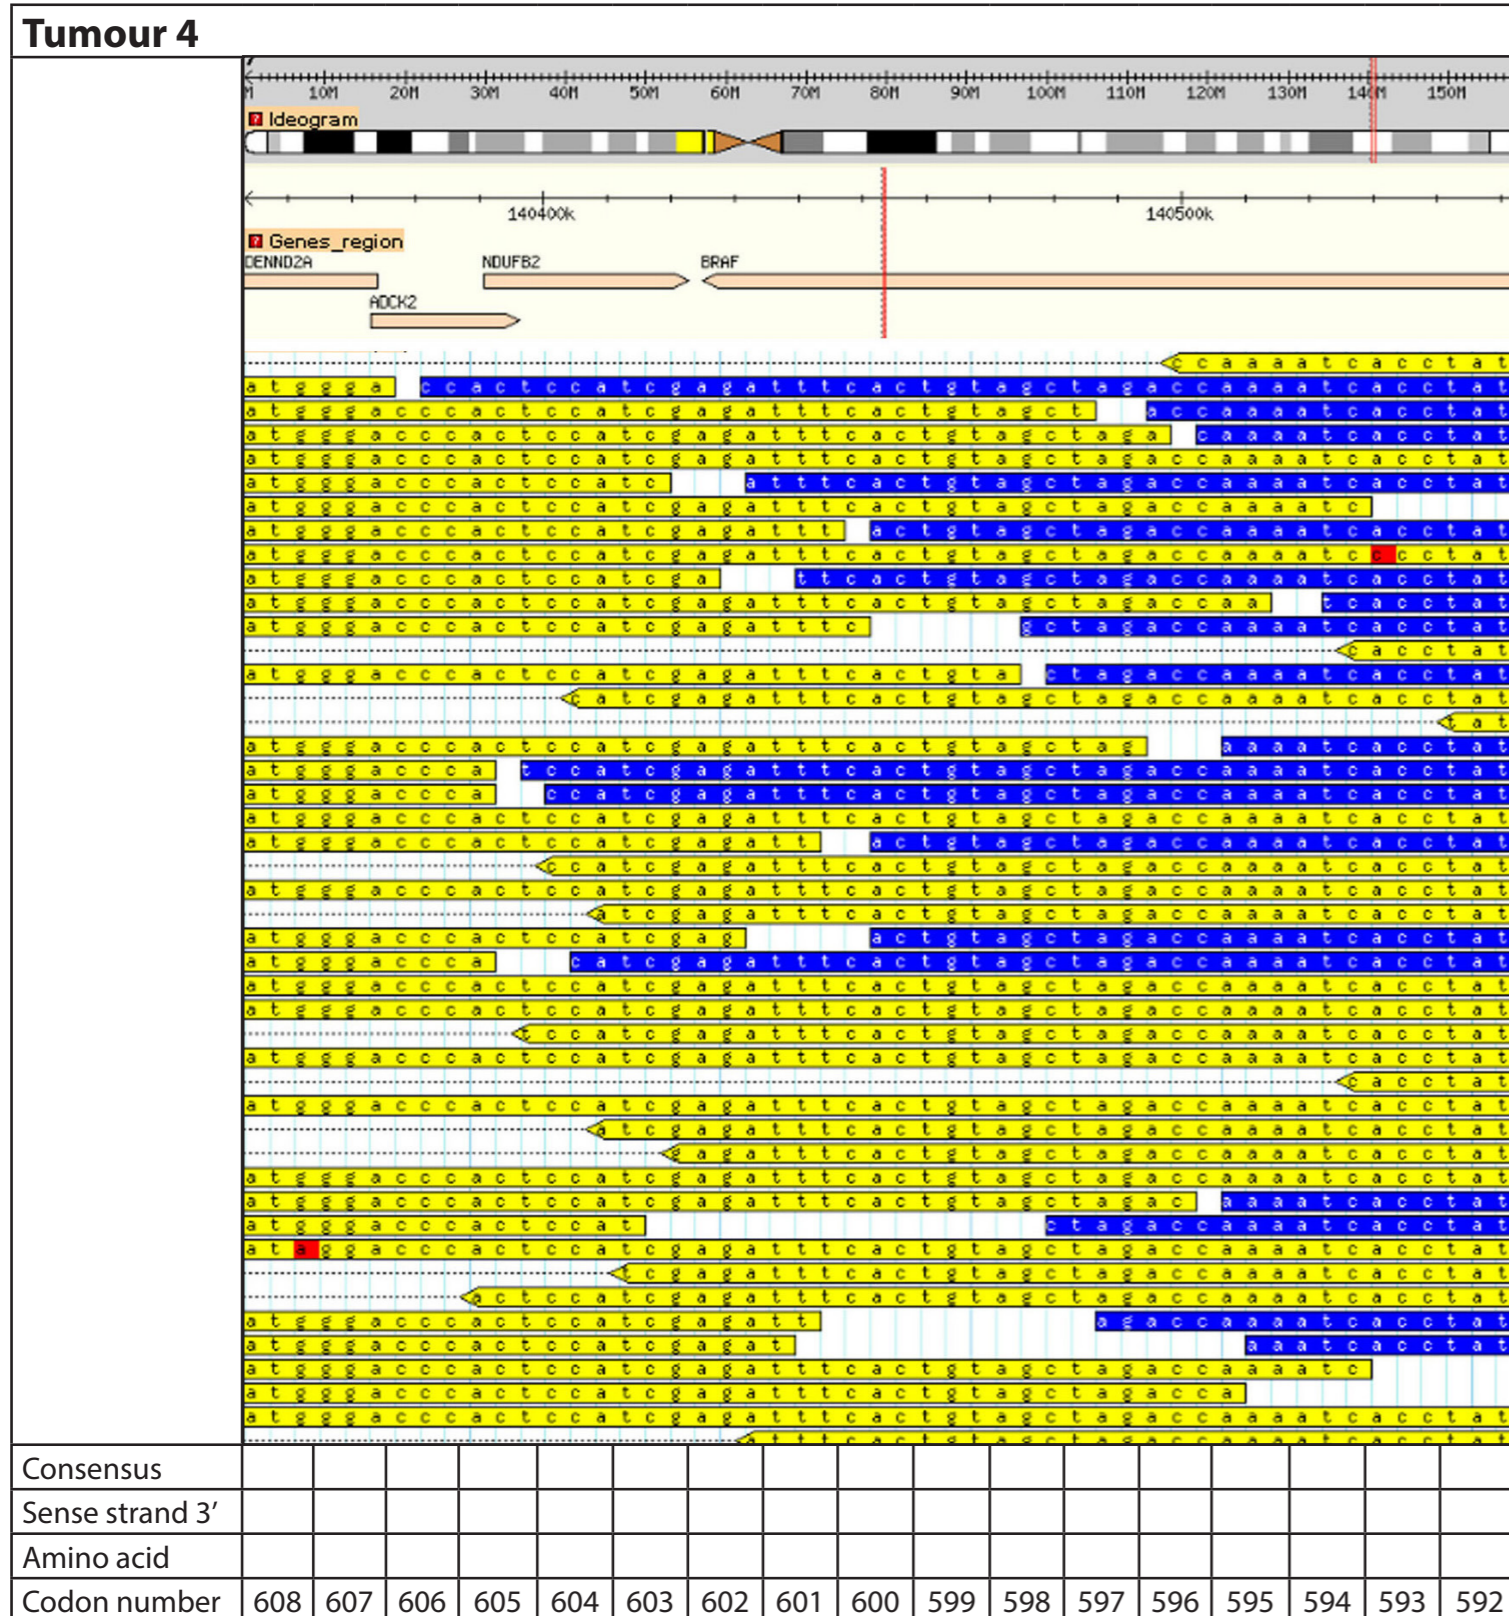 Tumour 4
M 10M 20M 30M 40M 50M 60M 70M 80M 90M 100M 110M 120M 130M 140M 150M
? Ideogram
140400k 140500k
? Genes_region
DENND2A NDUFB2 BRAF
ADCK2
c c a a a a t c a c c t a t
a t g g g a c c a c t c c a t c g a g a t t t c a c t g t a g c t a g a c c a a a a t c a c c t a t
a t g g g a c c c a c t c c a t c g a g a t t t c a c t g t a g c t a c c a a a a t c a c c t a t
a t g g g a c c c a c t c c a t c g a g a t t t c a c t g t a g c t a g a c a a a a t c a c c t a t
a t g g g a c c c a c t c c a t c g a g a t t t c a c t g t a g c t a g a c c a a a a t c a c c t a t
a t g g g a c c c a c t c c a t c a t t t c a c t g t a g c t a g a c c a a a a t c a c c t a t
a t g g g a c c c a c t c c a t c g a g a t t t c a c t g t a g c t a g a c c a a a a t c
a t g g g a c c c a c t c c a t c g a g a t t t a c t g t a g c t a g a c c a a a a t c a c c t a t
a t g g g a c c c a c t c c a t c g a g a t t t c a c t g t a g c t a g a c c a a a a t c c c c t a t
a t g g g a c c c a c t c c a t c g a t t c a c t g t a g c t a g a c c a a a a t c a c c t a t
a t g g g a c c c a c t c c a t c g a g a t t t c a c t g t a g c t a g a c c a a t c a c c t a t
a t g g g a c c c a c t c c a t c g a g a t t t c g c t a g a c c a a a a t c a c c t a t
c a c c t a t
a t g g g a c c c a c t c c a t c g a g a t t t c a c t g t a c t a g a c c a a a a t c a c c t a t
c a t c g a g a t t t c a c t g t a g c t a g a c c a a a a t c a c c t a t
t a t
a t g g g a c c c a c t c c a t c g a g a t t t c a c t g t a g c t a g a a a a t c a c c t a t
a t g g g a c c c a t c c a t c g a g a t t t c a c t g t a g c t a g a c c a a a a t c a c c t a t
a t g g g a c c c a c c a t c g a g a t t t c a c t g t a g c t a g a c c a a a a t c a c c t a t
a t g g g a c c c a c t c c a t c g a g a t t t c a c t g t a g c t a g a c c a a a a t c a c c t a t
a t g g g a c c c a c t c c a t c g a g a t t a c t g t a g c t a g a c c a a a a t c a c c t a t
c c a t c g a g a t t t c a c t g t a g c t a g a c c a a a a t c a c c t a t
a t g g g a c c c a c t c c a t c g a g a t t t c a c t g t a g c t a g a c c a a a a t c a c c t a t
a t c g a g a t t t c a c t g t a g c t a g a c c a a a a t c a c c t a t
a t g g g a c c c a c t c c a t c g a g a c t g t a g c t a g a c c a a a a t c a c c t a t
a t g g g a c c c a c a t c g a g a t t t c a c t g t a g c t a g a c c a a a a t c a c c t a t
a t g g g a c c c a c t c c a t c g a g a t t t c a c t g t a g c t a g a c c a a a a t c a c c t a t
a t g g g a c c c a c t c c a t c g a g a t t t c a c t g t a g c t a g a c c a a a a t c a c c t a t
t c c a t c g a g a t t t c a c t g t a g c t a g a c c a a a a t c a c c t a t
a t g g g a c c c a c t c c a t c g a g a t t t c a c t g t a g c t a g a c c a a a a t c a c c t a t
c a c c t a t
a t g g g a c c c a c t c c a t c g a g a t t t c a c t g t a g c t a g a c c a a a a t c a c c t a t
a t c g a g a t t t c a c t g t a g c t a g a c c a a a a t c a c c t a t
g a g a t t t c a c t g t a g c t a g a c c a a a a t c a c c t a t
a t g g g a c c c a c t c c a t c g a g a t t t c a c t g t a g c t a g a c c a a a a t c a c c t a t
a t g g g a c c c a c t c c a t c g a g a t t t c a c t g t a g c t a g a c a a a a t c a c c t a t
a t g g g a c c c a c t c c a t c t a g a c c a a a a t c a c c t a t
a t a g g a c c c a c t c c a t c g a g a t t t c a c t g t a g c t a g a c c a a a a t c a c c t a t
t c g a g a t t t c a c t g t a g c t a g a c c a a a a t c a c c t a t
a c t c c a t c g a g a t t t c a c t g t a g c t a g a c c a a a a t c a c c t a t
a t g g g a c c c a c t c c a t c g a g a t t a g a c c a a a a t c a c c t a t
a t g g g a c c c a c t c c a t c g a g a t a a a t c a c c t a t
a t g g g a c c c a c t c c a t c g a g a t t t c a c t g t a g c t a g a c c a a a a t c
a t g g g a c c c a c t c c a t c g a g a t t t c a c t g t a g c t a g a c c a
a t g g g a c c c a c t c c a t c g a g a t t t c a c t g t a g c t a g a c c a a a a t c a c c t a t
a t t t c a c t g t a g c t a g a c c a a a a t c a c c t a t
Consensus
Sense strand 3’
Amino acid
Codon number 608 607 606 605 604 603 602 601 600 599 598 597 596 595 594 593 592